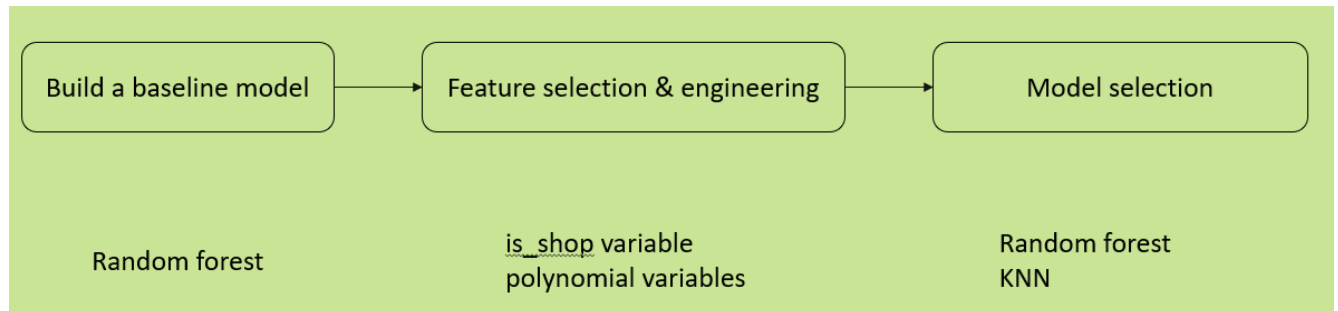 Build a baseline model
Feature selection & engineering
Model selection
Random forest
is_shop variable
polynomial variables
Random forest
KNN